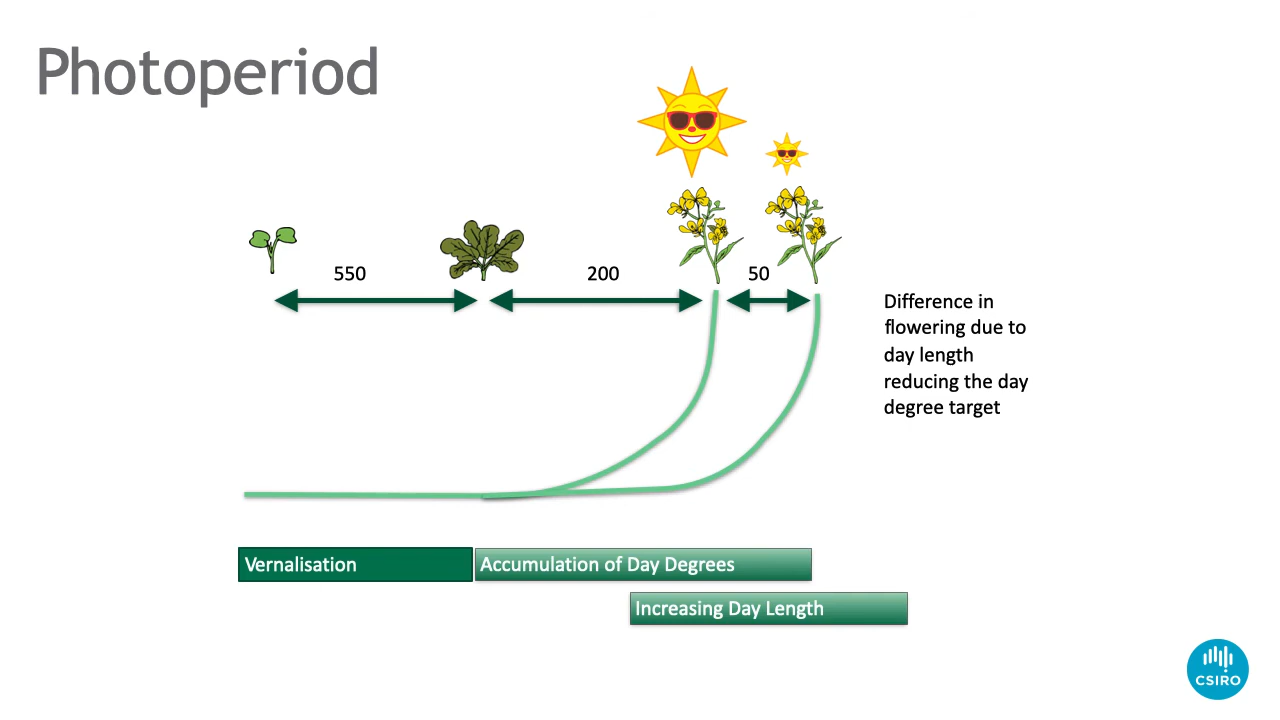 Photoperiod
550
200
50
Difference in
flowering due to
day length
reducing the day
degree target
Vernalisation
Accumulation of Day Degrees
Increasing Day Length
CSIRO